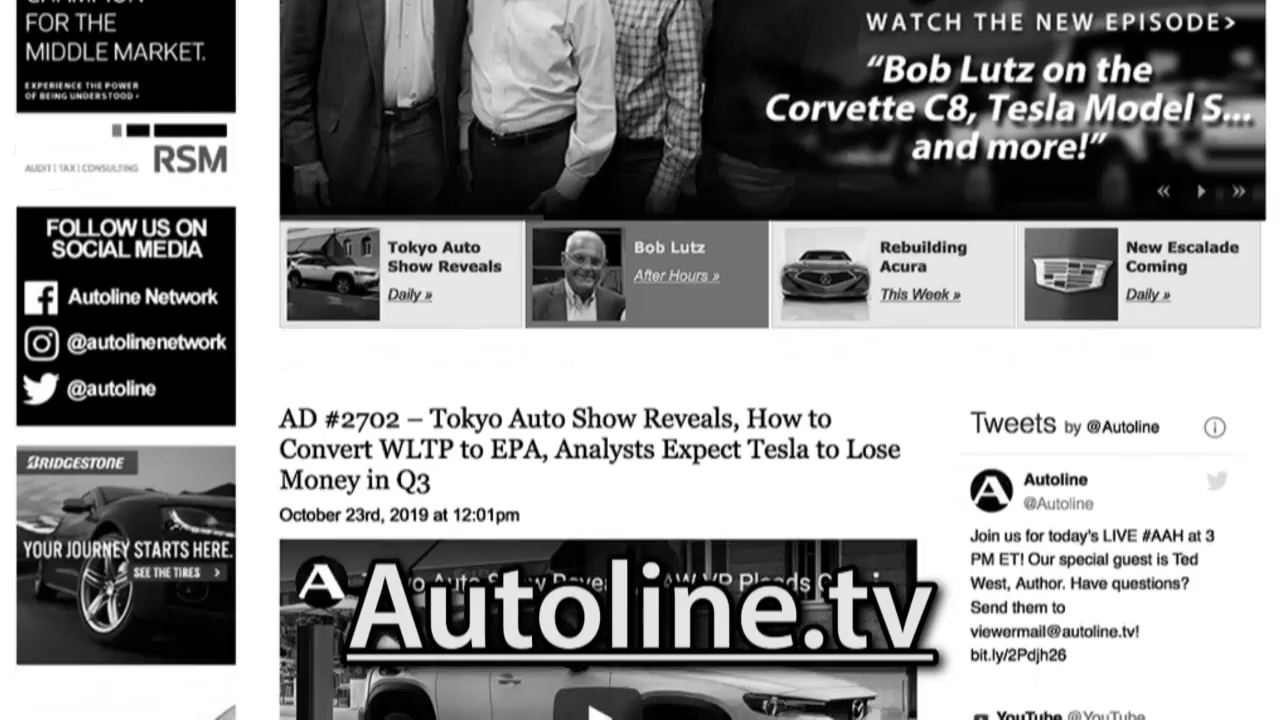 CHAMPION
FOR THE
MIDDLE MARKET.
EXPERIENCE THE POWER
OF BEING UNDERSTOOD›
AUDIT | TAX | CONSULTING
RSM
FOLLOW US ON
SOCIAL MEDIA
Autoline Network
@autolinenetwork
@autoline
BRIDGESTONE
YOUR JOURNEY STARTS HERE.
SEE THE TIRES >
WATCH THE NEW EPISODE>
“Bob Lutz on the
Corvette C8, Tesla Model S...
and more!”
Tokyo Auto
Show Reveals
Daily »
Bob Lutz
After Hours »
Rebuilding
Acura
This Week »
New Escalade
Coming
Daily »
AD #2702 – Tokyo Auto Show Reveals, How to
Convert WLTP to EPA, Analysts Expect Tesla to Lose
Money in Q3
October 23rd, 2019 at 12:01pm
Autoline.tv
Tweets by @Autoline
Autoline
@Autoline
Join us for today's LIVE #AAH at 3
PM ET! Our special guest is Ted
West, Author. Have questions?
Send them to
viewermail@autoline.tv!
bit.ly/2Pdjh26
YouTube @YouTube